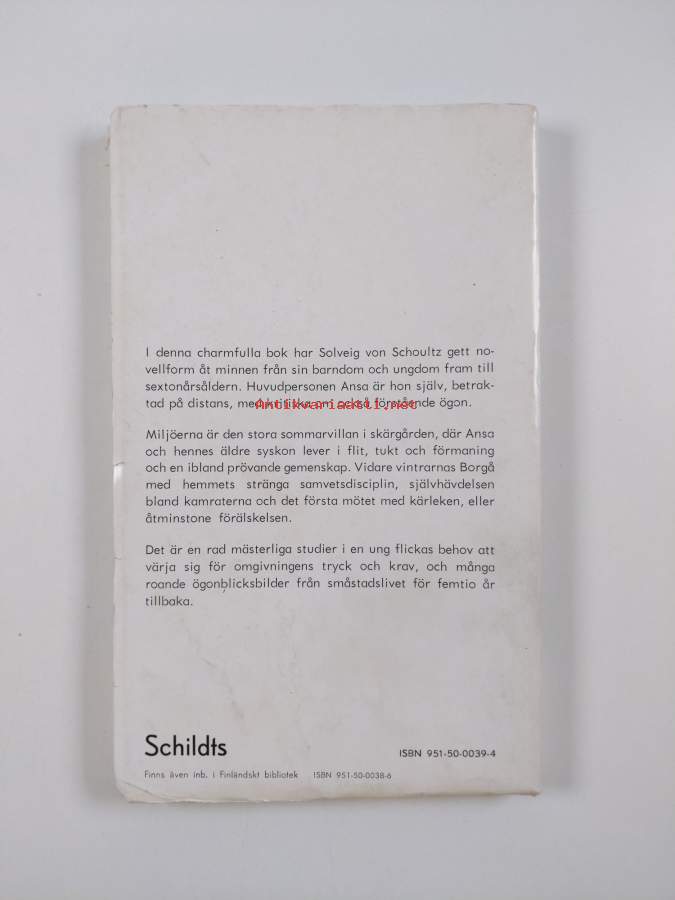 I denna charmfulla bok har Solveig von Schoultz gett no-
vellform åt minnen från sin barndom och ungdom fram till
sextonårsåldern. Huvudpersonen Ansa är hon själv, betrak-
tad på distans, med kritiska om också förstående ögon.
Antikvariaatti.net
Miljöerna är den stora sommarvillan i skärgården, där Ansa
och hennes äldre syskon lever i flit, tukt och förmaning
och en ibland prövande gemenskap. Vidare vintrarnas Borgå
med hemmets stränga samvetsdisciplin, självhävdelsen
bland kamraterna och det första mötet med kärleken, eller
åtminstone förälskelsen.
Det är en rad mästerliga studier i en ung flickas behov att
värja sig för omgivningens tryck och krav, och många
roande ögonblicksbilder från småstadslivet för femtio år
tillbaka.
Schildts
ISBN 951-50-0039-4
Finns även inb. i Finländskt bibliotek ISBN 951-50-0038-6